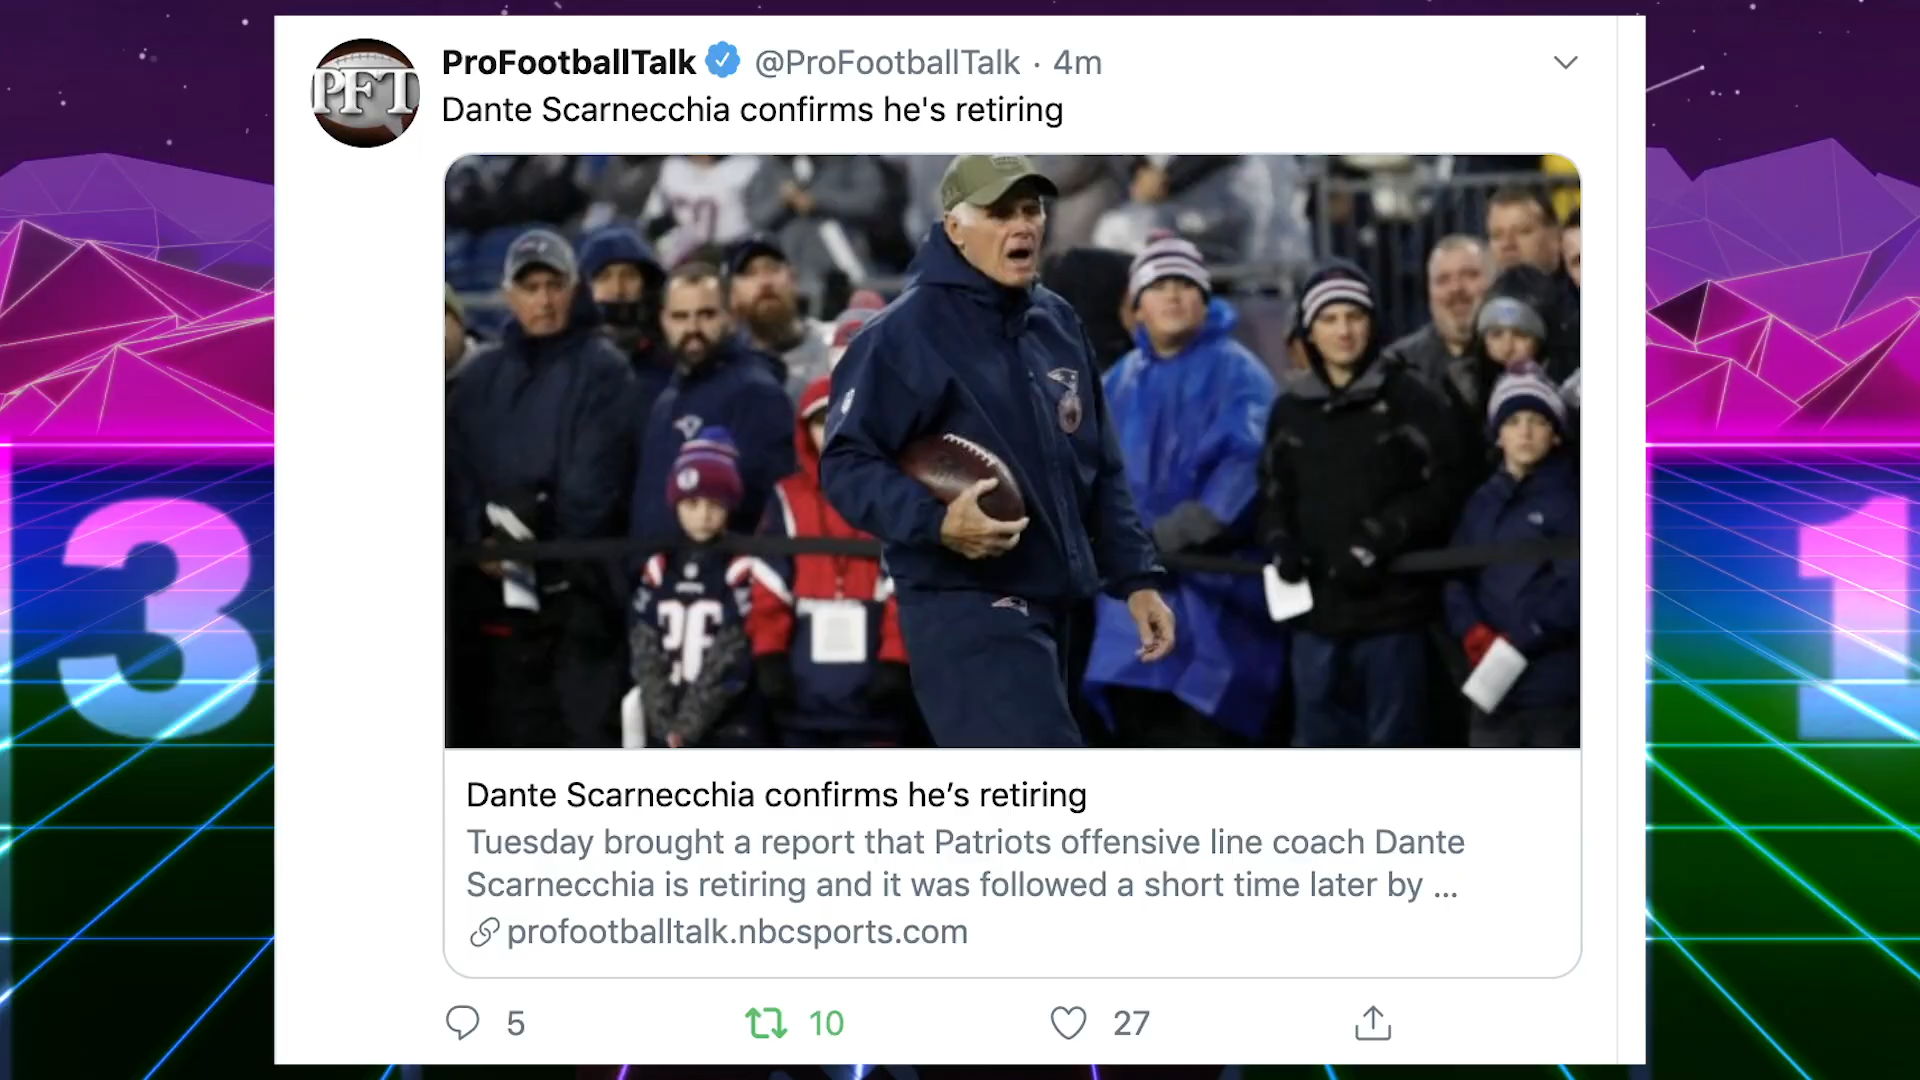 PFT
ProFootballTalk @ProFootballTalk · 4m
Dante Scarnecchia confirms he's retiring
Dante Scarnecchia confirms he’s retiring
Tuesday brought a report that Patriots offensive line coach Dante
Scarnecchia is retiring and it was followed a short time later by ...
profootballtalk.nbcsports.com
5 10 27
3 1